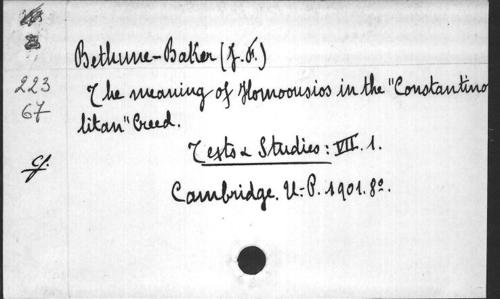 Bethune-Baker (J. F.)
223
The meaning of Homoousios in the "Constantino
67
litan" Creed.
Texts & Studies: VII. 1.
Cf.
Cambridge. U-P. 1901. 8º.